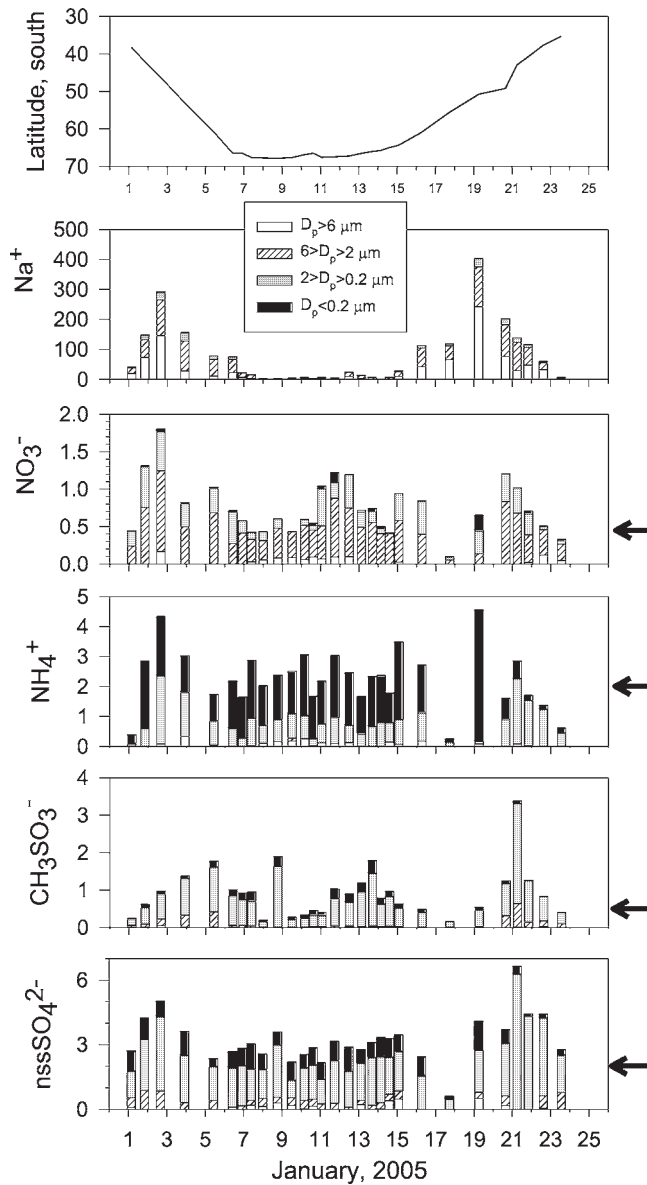 Latitude, south
30
40
50
60
70
1 3 5 7 9 11 13 15 17 19 21 23 25
Na⁺
500
400
300
200
100
0
Dₚ>6 μm
6>Dₚ>2 μm
2>Dₚ>0.2 μm
Dₚ<0.2 μm
NO₃⁻
2.0
1.5
1.0
0.5
0.0
NH₄⁺
5
4
3
2
1
0
CH₃SO₃⁻
4
3
2
1
0
nssSO₄²⁻
6
3
0
1 3 5 7 9 11 13 15 17 19 21 23 25
January, 2005